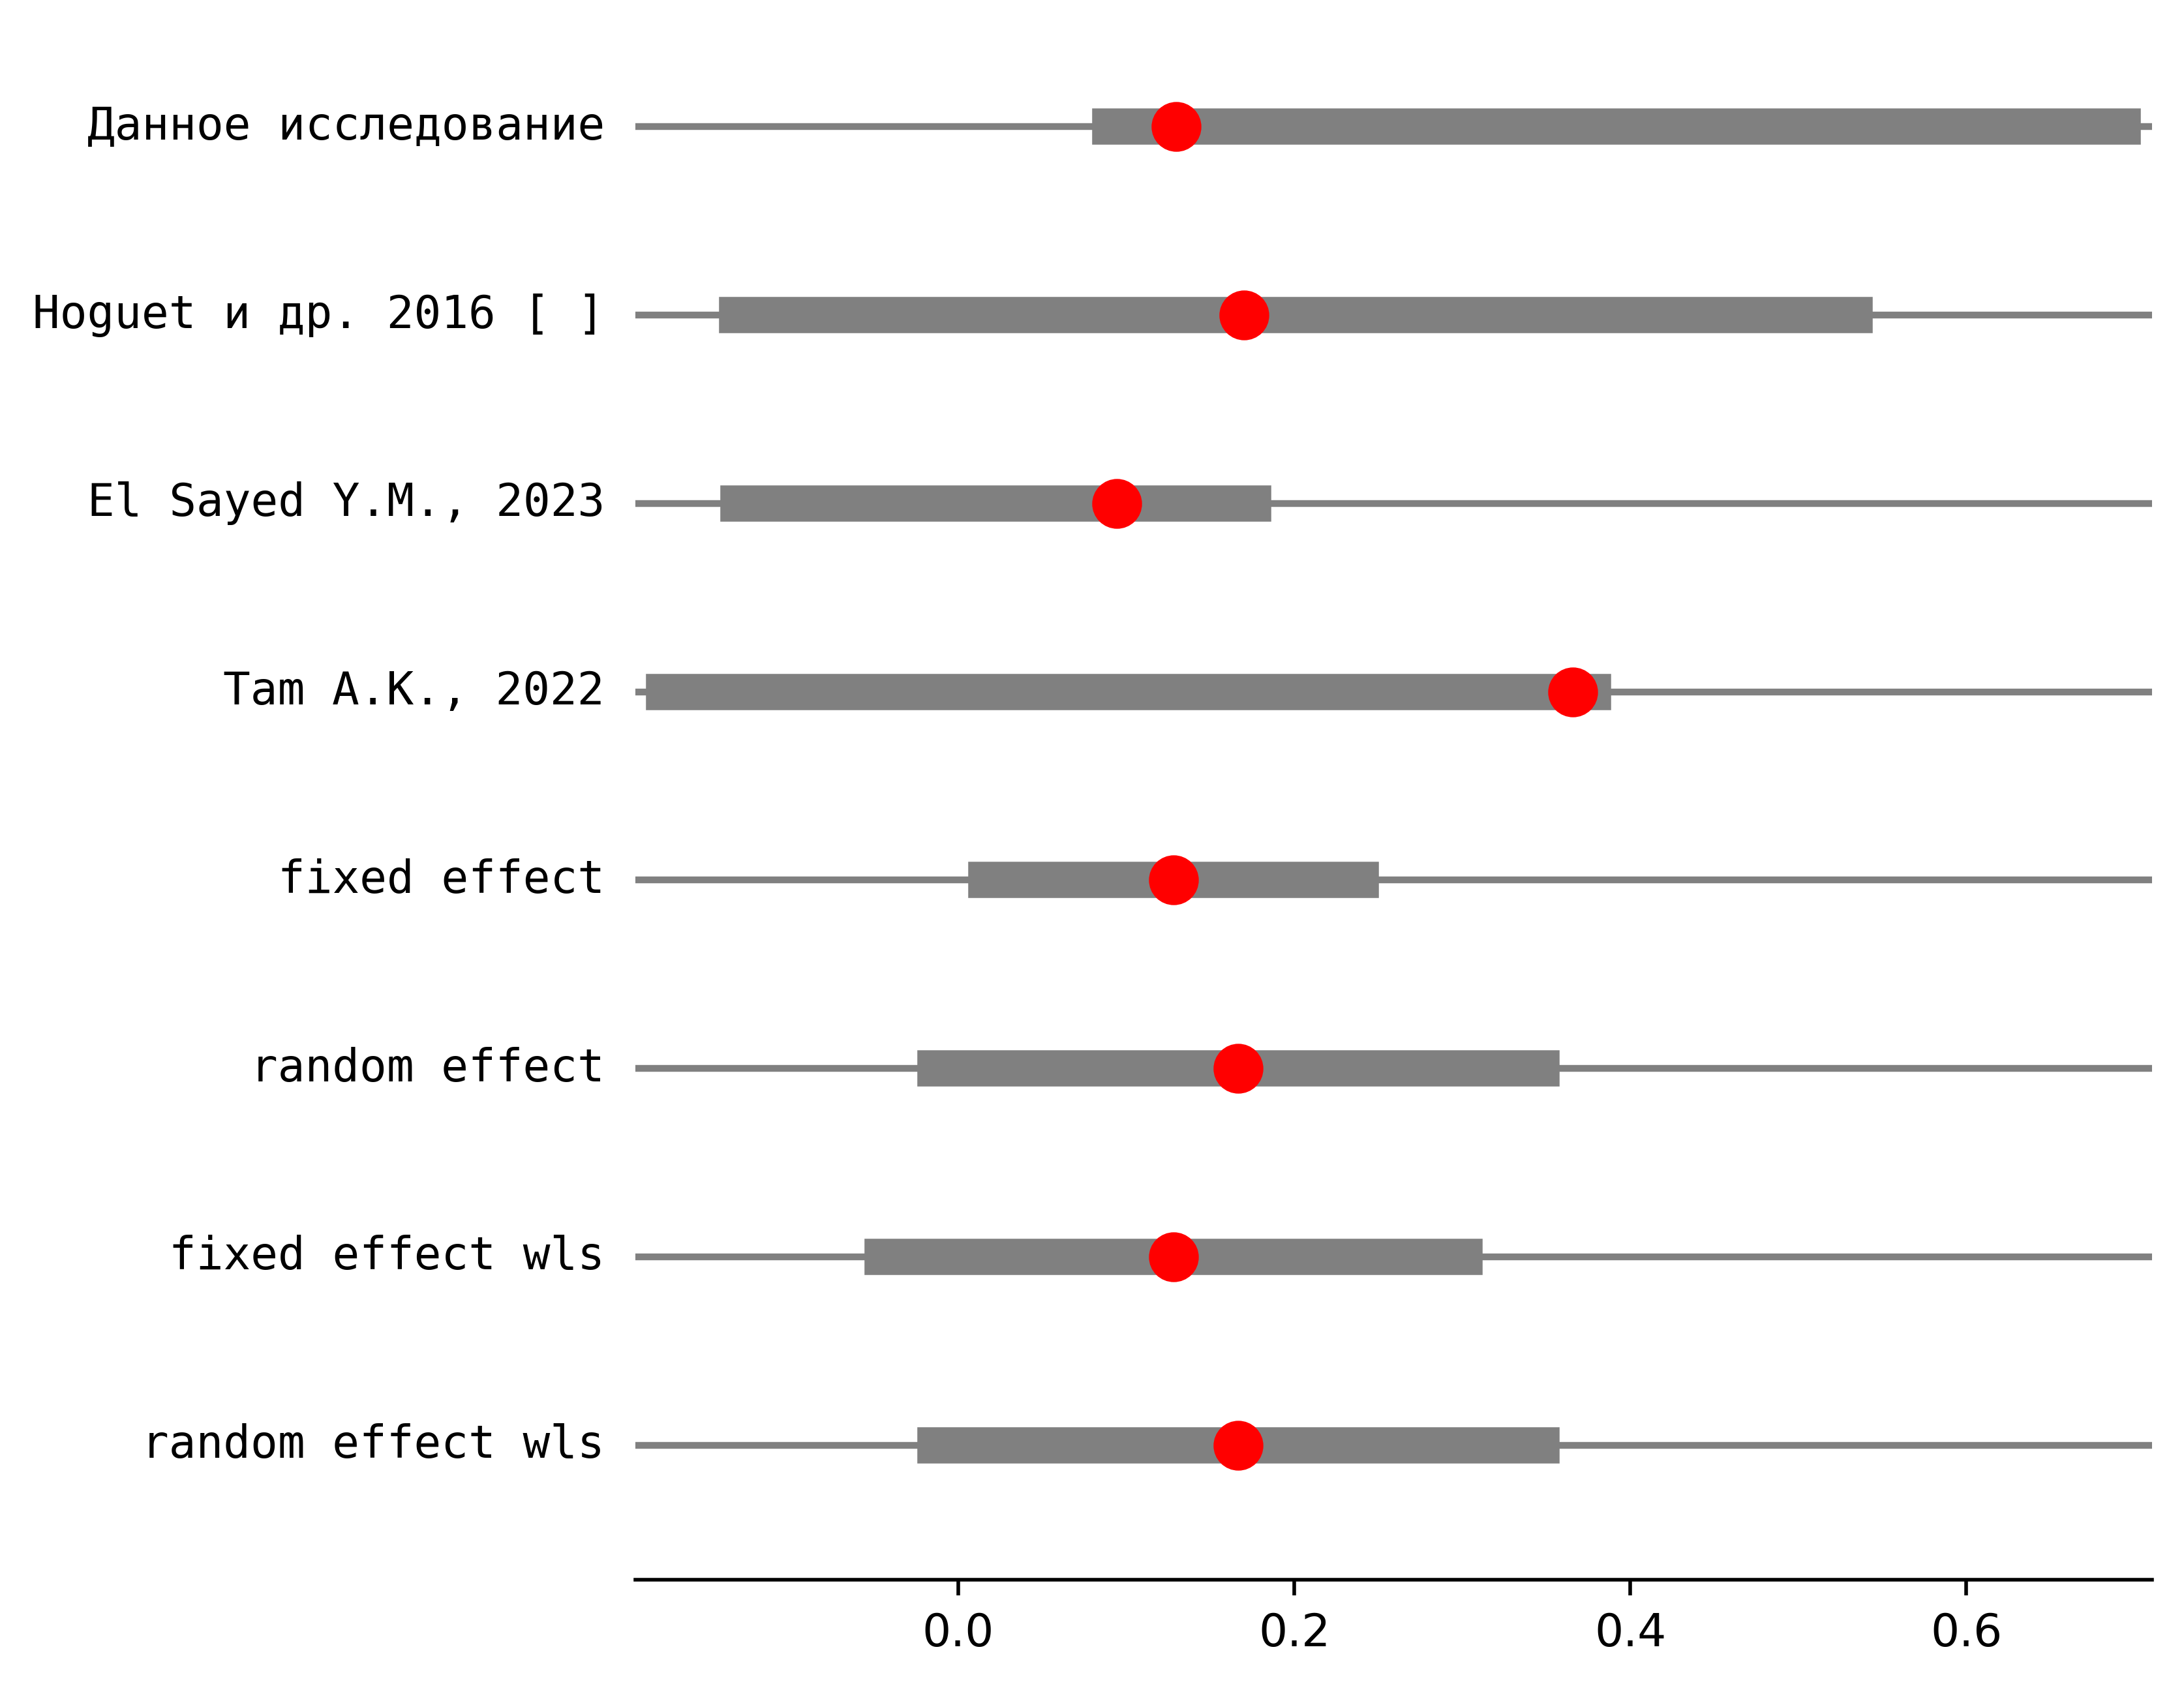 Данное исследование
Hoguet и др. 2016 [ ]
El Sayed Y.M., 2023
Tam A.K., 2022
fixed effect
random effect
fixed effect wls
random effect wls
0.0 0.2 0.4 0.6